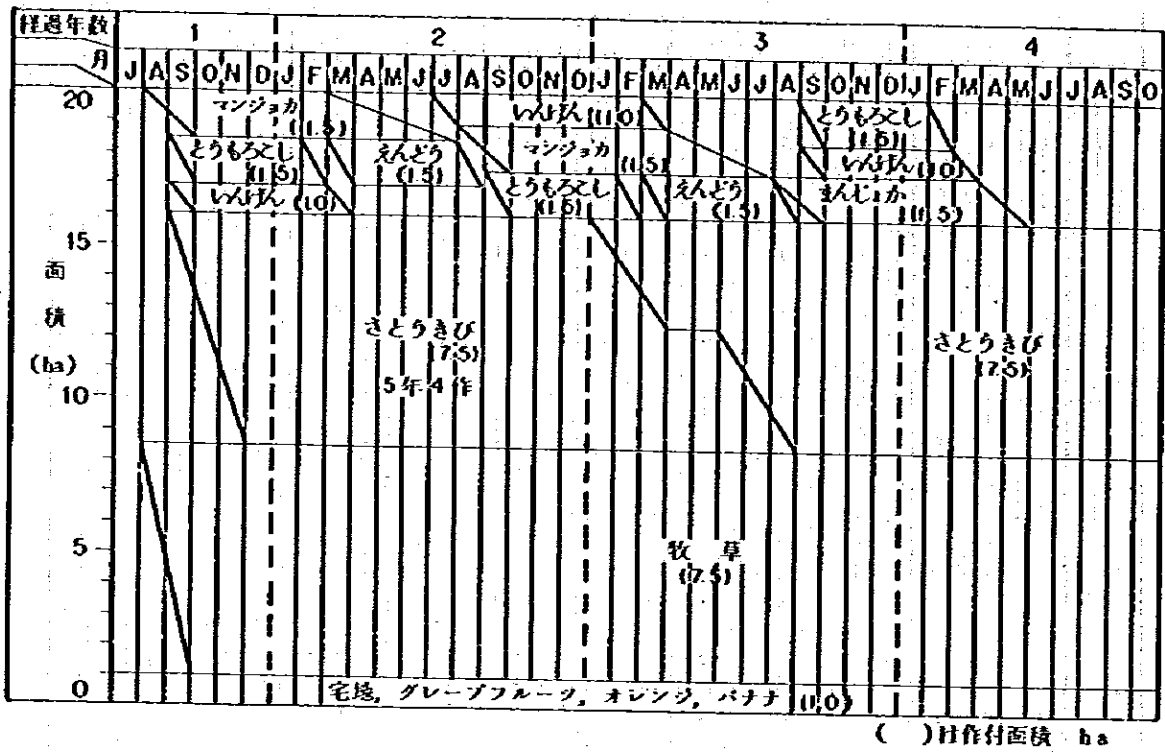 経過年数 1 2 3 4
月 J A S O N D J F M A M J J A S O N D J F M A M J J A S O N D J F M A M J J A S O
20
15
10
5
0
面積
(ha)
マンジョカ
(1.5)
とうもろこし
(1.5)
いんげん (1.0)
えんどう
(1.5)
いんげん (1.0)
マンジョカ
(1.5)
とうもろこし
(1.5)
えんどう
(1.5)
とうもろこし
(1.5)
いんげん (1.0)
まんじょか
(1.5)
さとうきび
(7.5)
5年4作
さとうきび
(7.5)
牧草
(7.5)
宅地, グレープフルーツ, オレンジ, バナナ (1.0)
( )は作付面積 ha